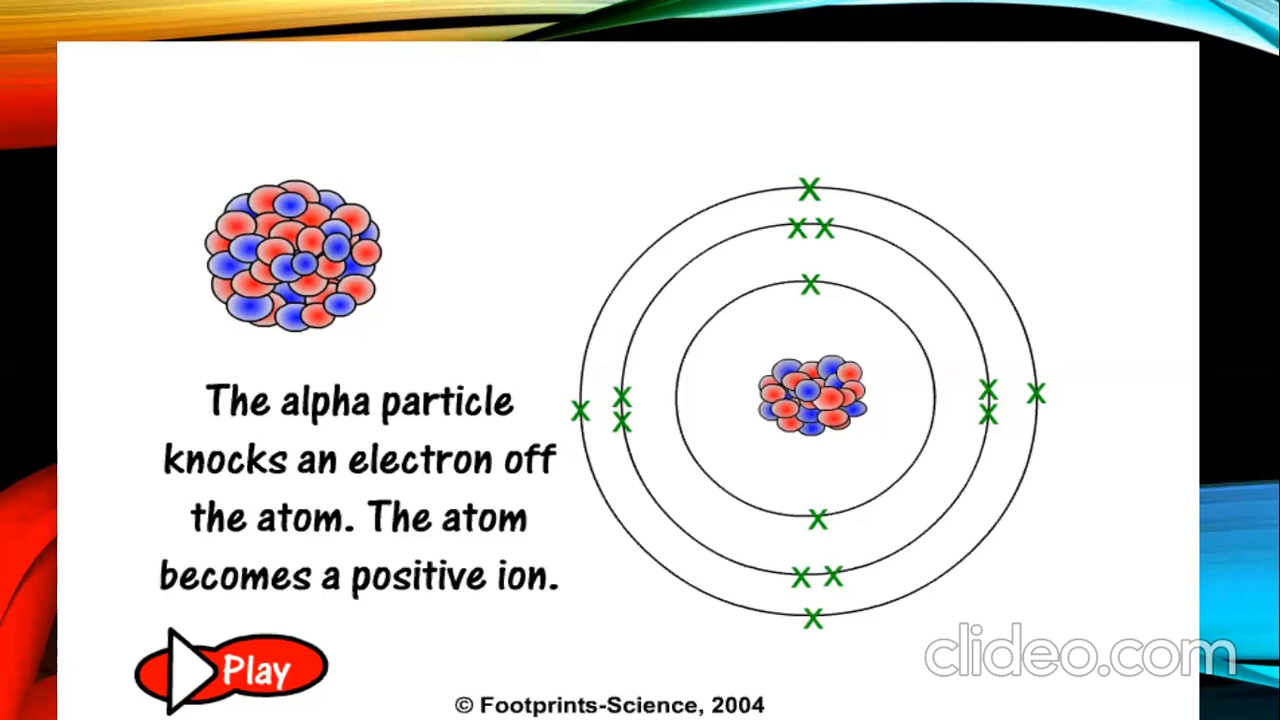 The alpha particle
knocks an electron off
the atom. The atom
becomes a positive ion.
Play
clideo.com
© Footprints-Science, 2004